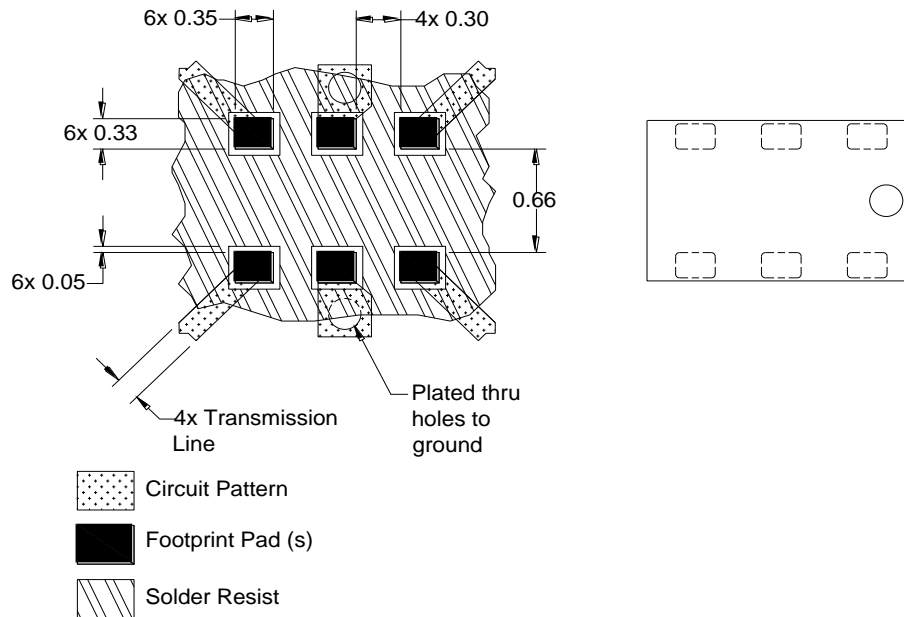 6x 0.35
4x 0.30
6x 0.33
0.66
6x 0.05
Plated thru
holes to
ground
4x Transmission
Line
Circuit Pattern
Footprint Pad (s)
Solder Resist